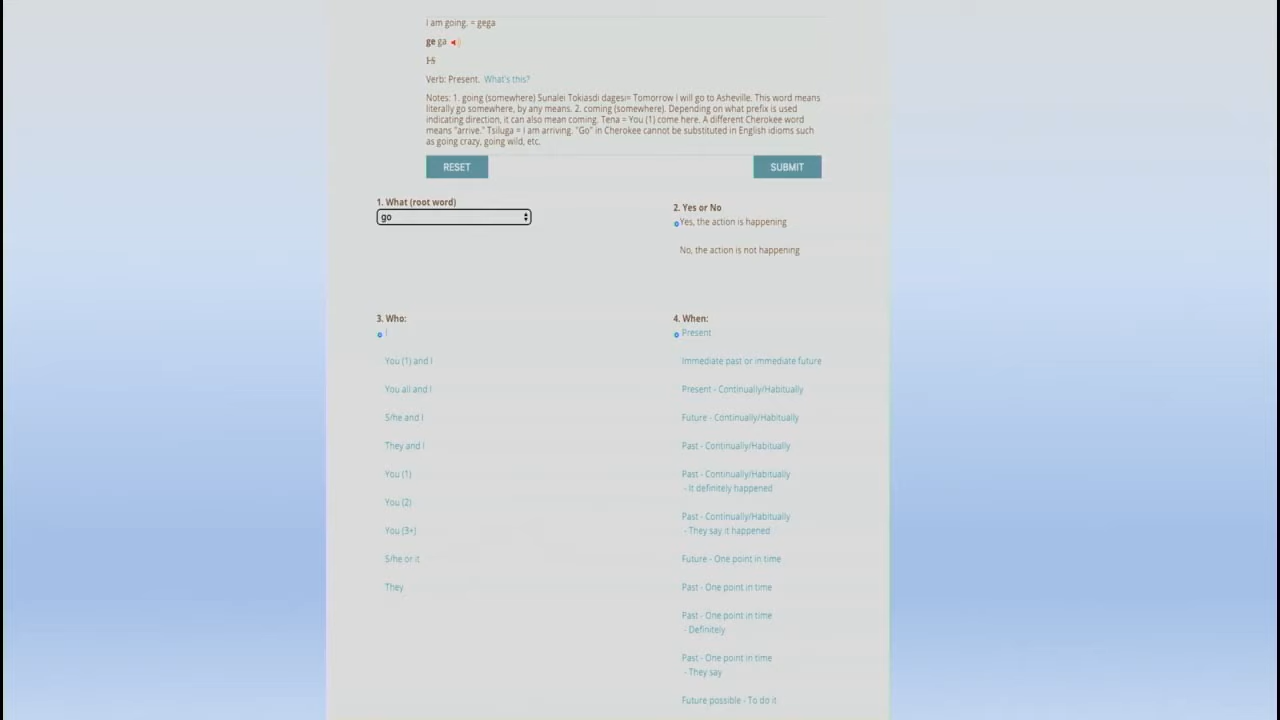 I am going. = gega
ge ga
Verb: Present. What's this?
Notes: 1. going (somewhere) Sunalei Tokiasdi dagesi= Tomorrow I will go to Asheville. This word means
literally go somewhere, by any means. 2. coming (somewhere). Depending on what prefix is used
indicating direction, it can also mean coming. Tena = You (1) come here. A different Cherokee word
means "arrive." Tsiluga = I am arriving. "Go" in Cherokee cannot be substituted in English idioms such
as going crazy, going wild, etc.
RESET
SUBMIT
1. What (root word)
go
2. Yes or No
Yes, the action is happening
No, the action is not happening
3. Who:
I
You (1) and I
You all and I
S/he and I
They and I
You (1)
You (2)
You (3+)
S/he or it
They
4. When:
Present
Immediate past or immediate future
Present - Continually/Habitually
Future - Continually/Habitually
Past - Continually/Habitually
Past - Continually/Habitually
- It definitely happened
Past - Continually/Habitually
- They say it happened
Future - One point in time
Past - One point in time
Past - One point in time
- Definitely
Past - One point in time
- They say
Future possible - To do it